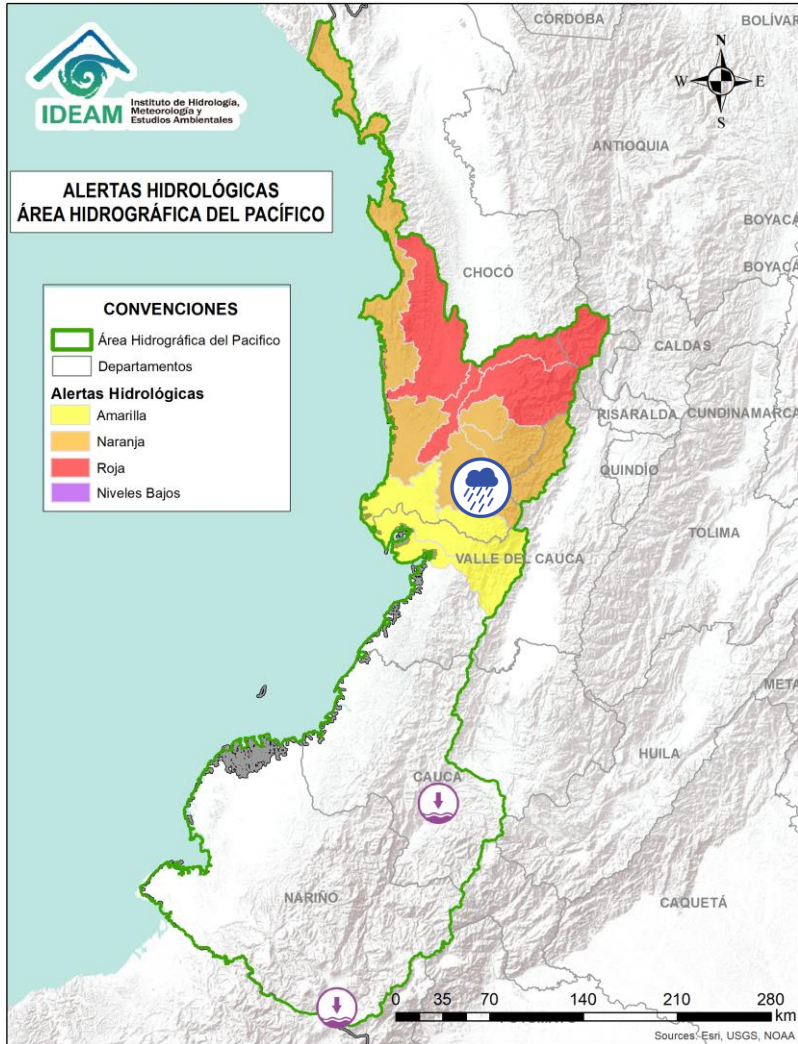 CÓRDOBA
BOLÍVAR
IDEAM
Instituto de Hidrología,
Meteorología y
Estudios Ambientales
N
W
E
S
ANTIOQUIA
ALERTAS HIDROLÓGICAS
ÁREA HIDROGRÁFICA DEL PACÍFICO
BOYACÁ
CHOCÓ
BOYACÁ
CONVENCIONES
Área Hidrográfica del Pacifico
Departamentos
Alertas Hidrológicas
Amarilla
Naranja
Roja
Niveles Bajos
CALDAS
RISARALDA
CUNDINAMARCA
QUINDÍO
TOLIMA
VALLE DEL CAUCA
META
HUILA
CAUCA
NARIÑO
CAQUETÁ
0 35 70 140 210 280
km
Sources: Esri, USGS, NOAA